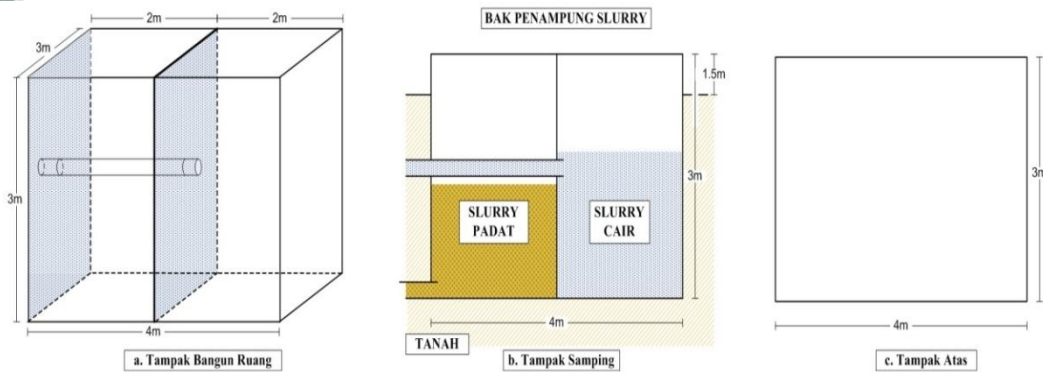 BAK PENAMPUNG SLURRY
2m
2m
3m
3m
4m
a. Tampak Bangun Ruang
1.5m
3m
SLURRY
PADAT
SLURRY
CAIR
4m
TANAH
b. Tampak Samping
3m
4m
c. Tampak Atas